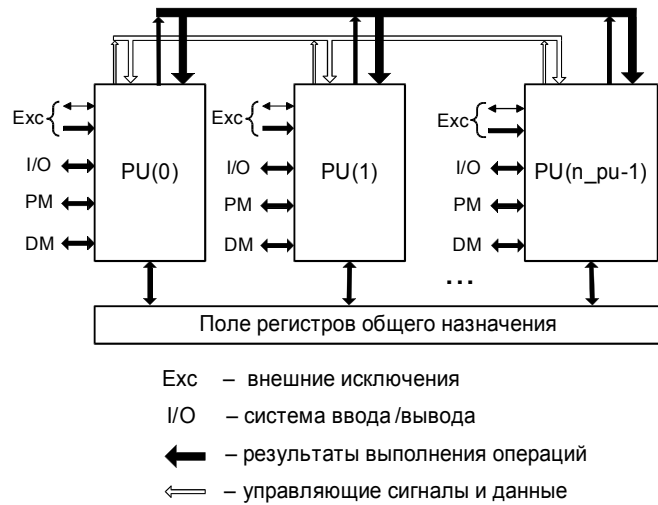 Exc Exc Exc
I/O PU(0) I/O PU(1) I/O PU(n_pu-1)
PM PM PM
DM DM DM
...
Поле регистров общего назначения
Exc – внешние исключения
I/O – система ввода/вывода
– результаты выполнения операций
– управляющие сигналы и данные